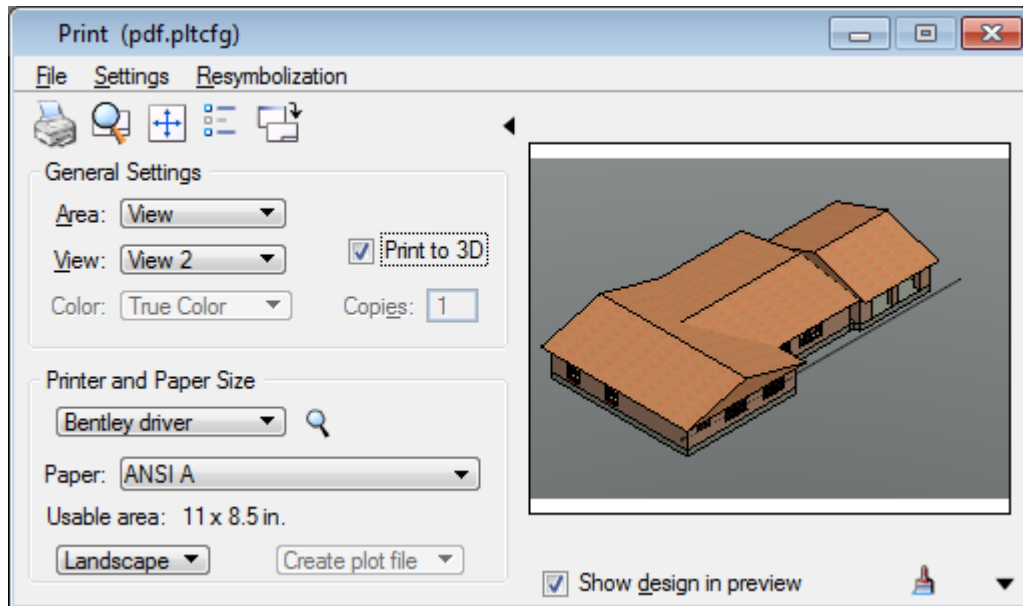 Print (pdf.pltcfg)
File Settings Resymbolization
General Settings
Area: View
View: View 2
Print to 3D
Color: True Color
Copies: 1
Printer and Paper Size
Bentley driver
Paper: ANSI A
Usable area: 11 x 8.5 in.
Landscape
Create plot file
Show design in preview